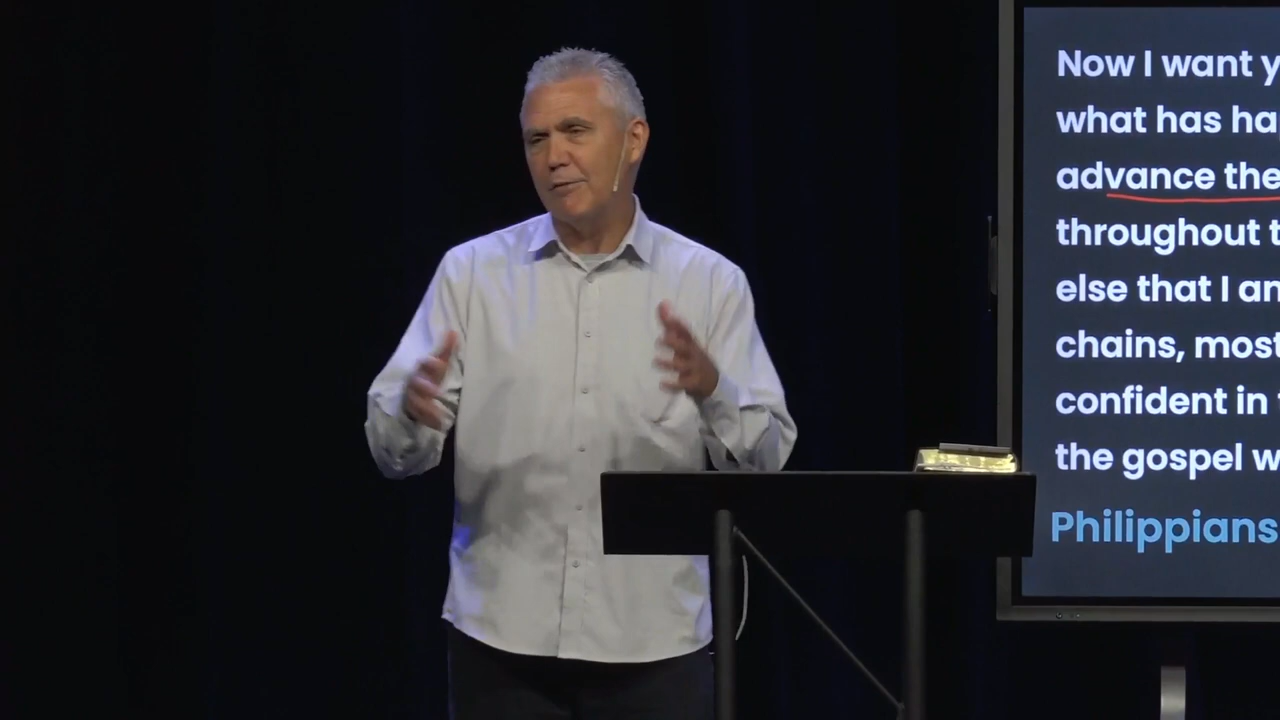 Now I want y
what has ha
advance the
throughout t
else that I an
chains, most
confident in
the gospel w
Philippians